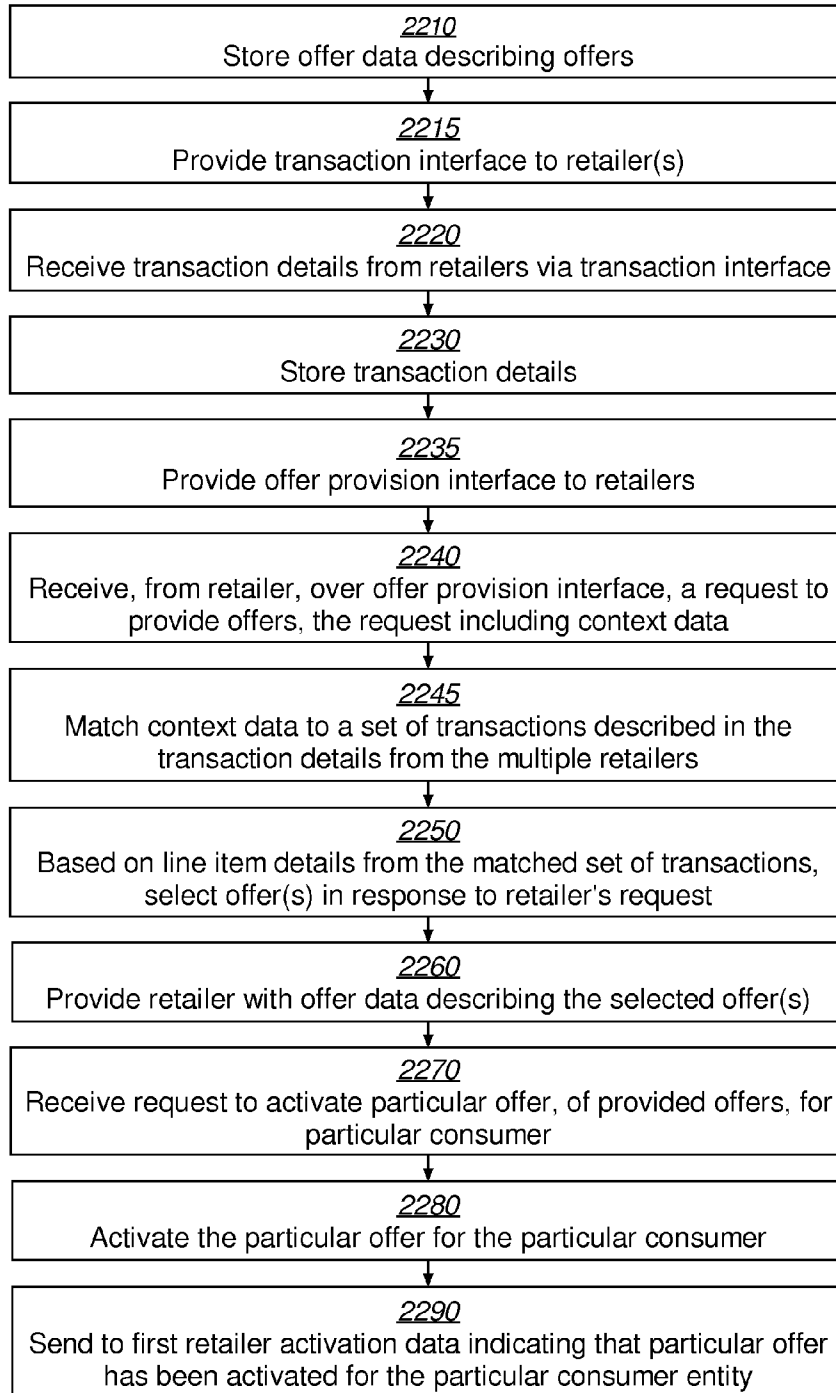 2210
Store offer data describing offers
2215
Provide transaction interface to retailer(s)
2220
Receive transaction details from retailers via transaction interface
2230
Store transaction details
2235
Provide offer provision interface to retailers
2240
Receive, from retailer, over offer provision interface, a request to
provide offers, the request including context data
2245
Match context data to a set of transactions described in the
transaction details from the multiple retailers
2250
Based on line item details from the matched set of transactions,
select offer(s) in response to retailer's request
2260
Provide retailer with offer data describing the selected offer(s)
2270
Receive request to activate particular offer, of provided offers, for
particular consumer
2280
Activate the particular offer for the particular consumer
2290
Send to first retailer activation data indicating that particular offer
has been activated for the particular consumer entity